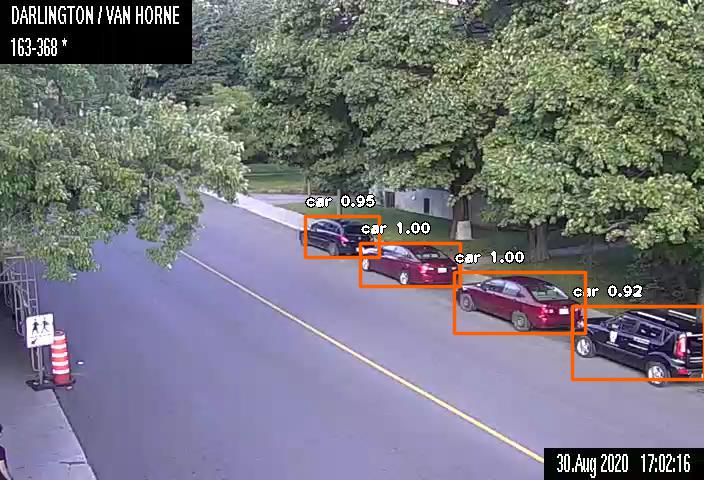 DARLINGTON / VAN HORNE
163-368 *
car 0.95
car 1.00
car 1.00
car 0.92
30.Aug 2020 17:02:16